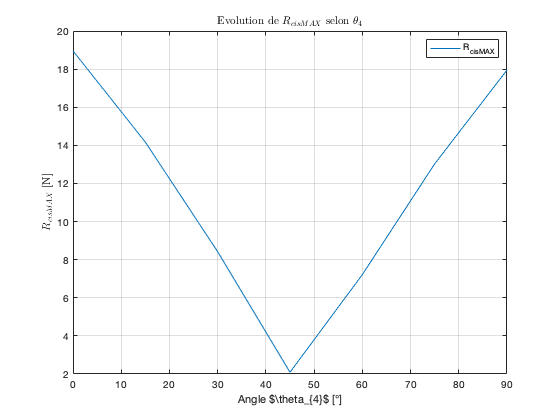 Evolution de R_cisMAX selon θ_4
R_cisMAX
20
18
16
14
12
10
8
6
4
2
R_cisMAX [N]
0 10 20 30 40 50 60 70 80 90
Angle $\theta_{4}$ [°]